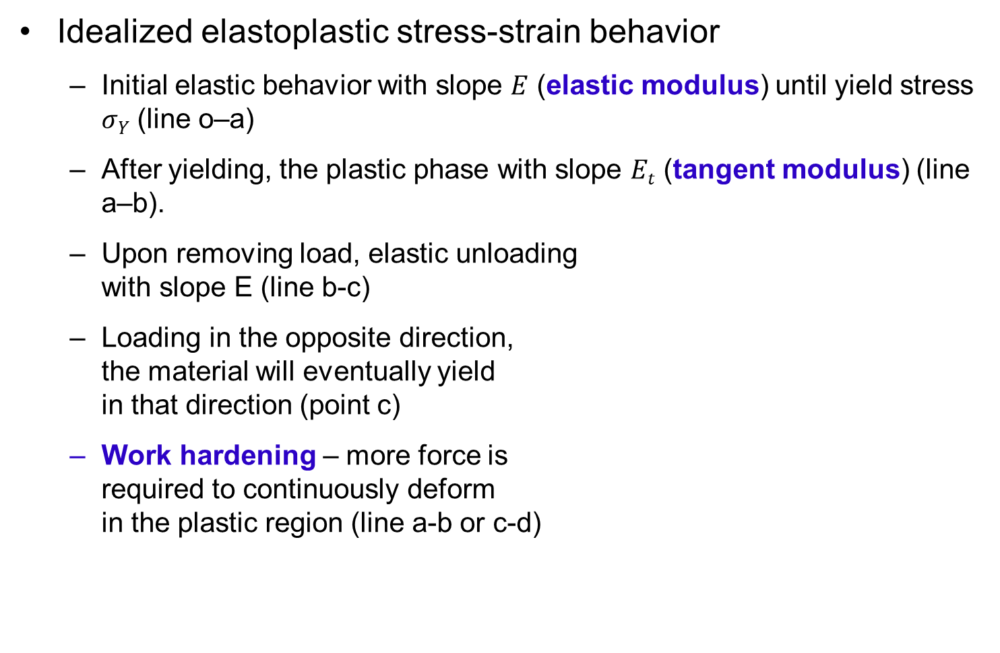 • Idealized elastoplastic stress-strain behavior
– Initial elastic behavior with slope E (elastic modulus) until yield stress
σ_Y (line o–a)
– After yielding, the plastic phase with slope E_t (tangent modulus) (line
a–b).
– Upon removing load, elastic unloading
with slope E (line b-c)
– Loading in the opposite direction,
the material will eventually yield
in that direction (point c)
– Work hardening – more force is
required to continuously deform
in the plastic region (line a-b or c-d)